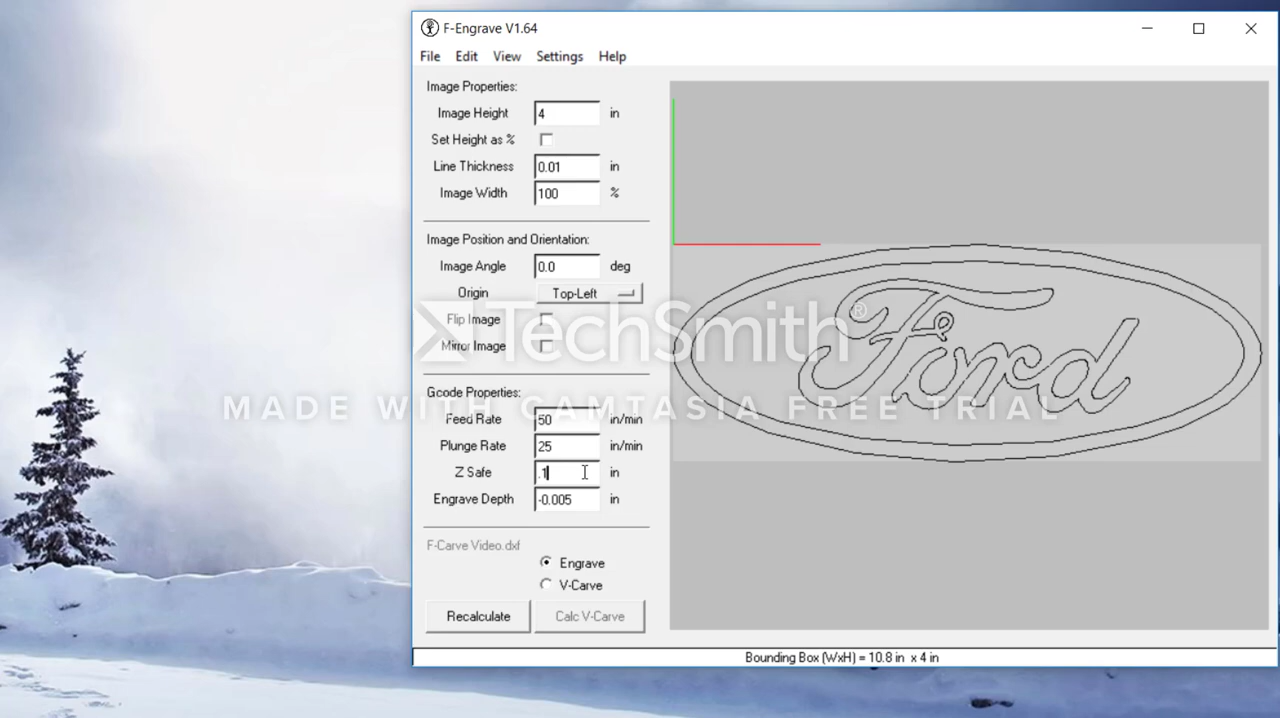 F-Engrave V1.64
File Edit View Settings Help
Image Properties:
Image Height 4 in
Set Height as %
Line Thickness 0.01 in
Image Width 100 %
Image Position and Orientation:
Image Angle 0.0 deg
Origin Top-Left
Flip Image
Mirror Image
TechSmith®
MADE WITH CAMTASIA FREE TRIAL
Ford
Gcode Properties:
Feed Rate 50 in/min
Plunge Rate 25 in/min
Z Safe .1 in
Engrave Depth -0.005 in
F-Carve Video.dxf
Engrave
V-Carve
Recalculate Calc V-Carve
Bounding Box (WxH) = 10.8 in x 4 in